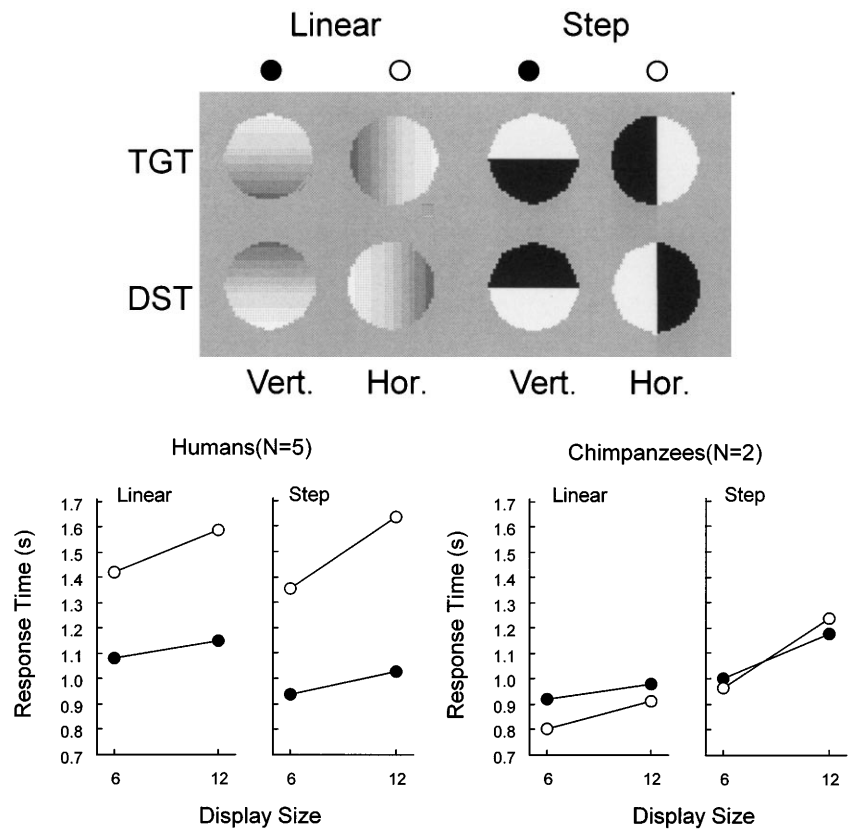 Linear Step
TGT
DST
Vert. Hor. Vert. Hor.
Humans(N=5)
Linear
Step
1.7
1.6
1.5
1.4
1.3
1.2
1.1
1.0
0.9
0.8
0.7
Response Time (s)
6 12 6 12
Display Size
Chimpanzees(N=2)
Linear
Step
1.7
1.6
1.5
1.4
1.3
1.2
1.1
1.0
0.9
0.8
0.7
Response Time (s)
6 12 6 12
Display Size